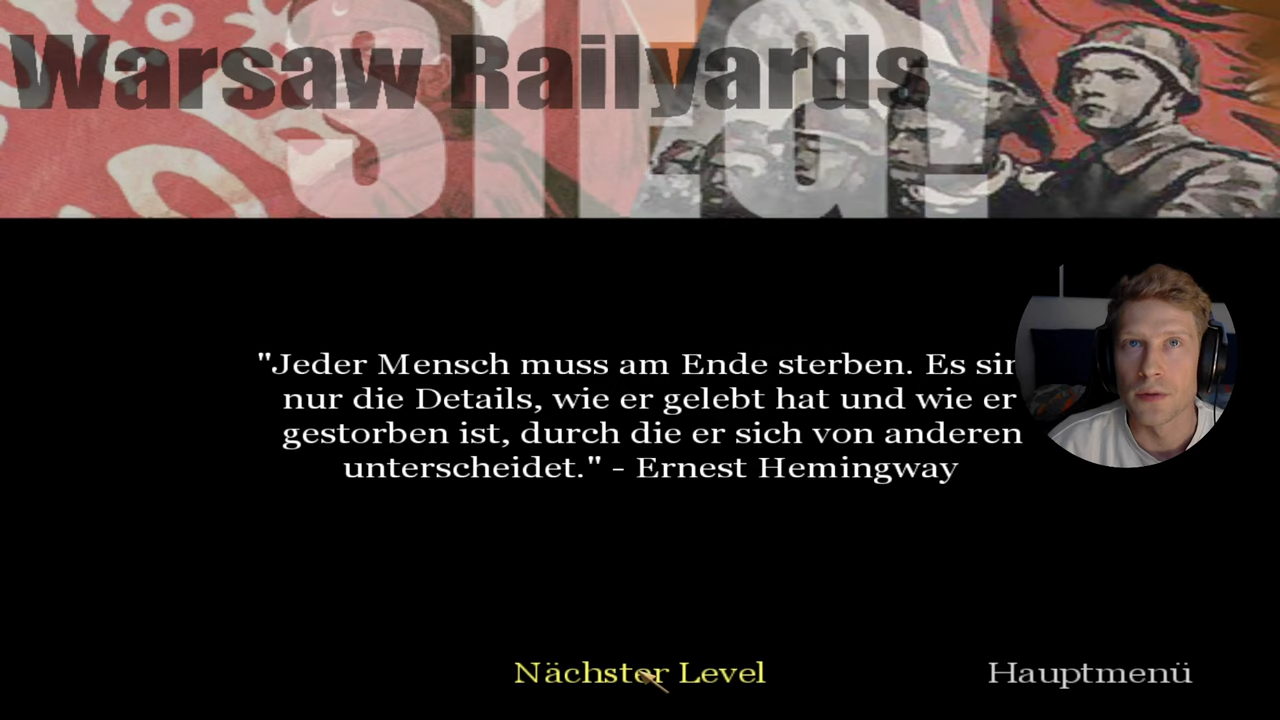 Warsaw Railyards
"Jeder Mensch muss am Ende sterben. Es
nur die Details, wie er gelebt hat und wie er
gestorben ist, durch die er sich von anderen
unterscheidet." - Ernest Hemingway
Nächster Level
Hauptmenü